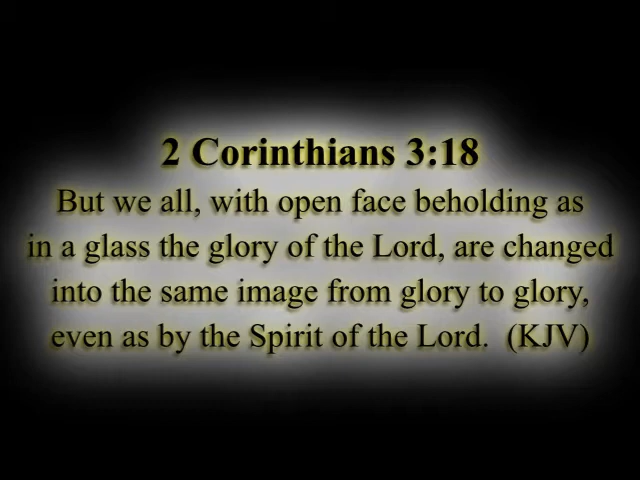 2 Corinthians 3:18
But we all, with open face beholding as
in a glass the glory of the Lord, are changed
into the same image from glory to glory,
even as by the Spirit of the Lord.  (KJV)